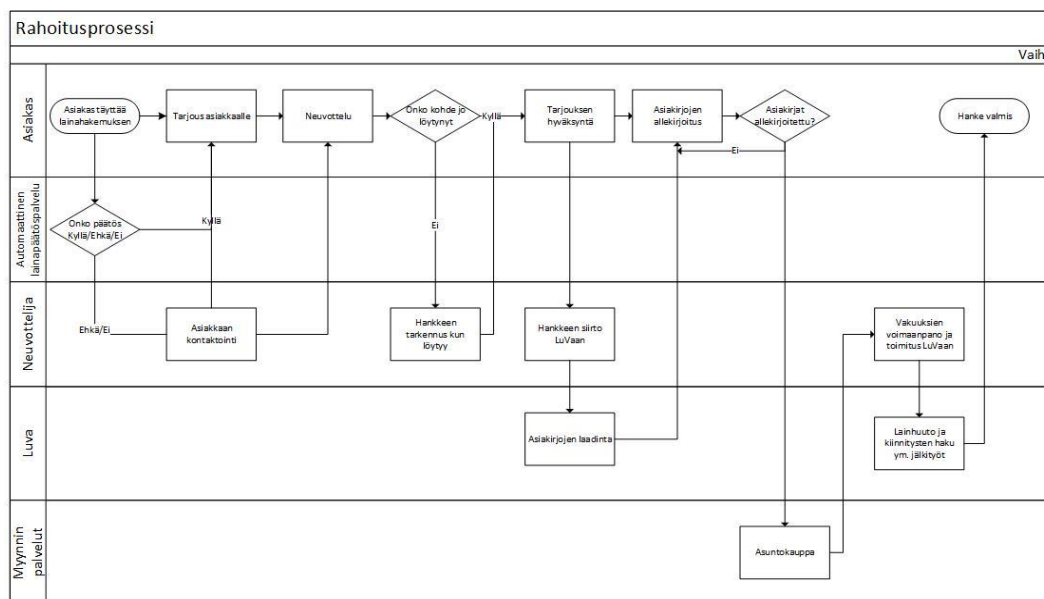 Rahoitusprosessi
Vaih
Asiakas
Asiakas täyttää
lainahakemuksen
Tarjous asiakkaalle
Neuvottelu
Onko kohde jo
löytynyt
Kyllä
Tarjouksen
hyväksyntä
Asiakirjojen
allekirjoitus
Asiakirjat
allekirjoitettu?
Ei
Hanke valmis
Automaattinen
lainapäätöspalvelu
Onko päätös
Kyllä/Ehkä/Ei
Kyllä
Ei
Neuvottelija
Ehkä/Ei
Asiakkaan
kontaktointi
Hankkeen
tarkennus kun
löytyy
Hankkeen siirto
LuVaan
Vakuuksien
voimaanpano ja
toimitus LuVaan
Luva
Asiakirjojen laadinta
Lainhuuto ja
kiinnitysten haku
ym. jälkityöt
Myynnin
palvelut
Asuntokauppa